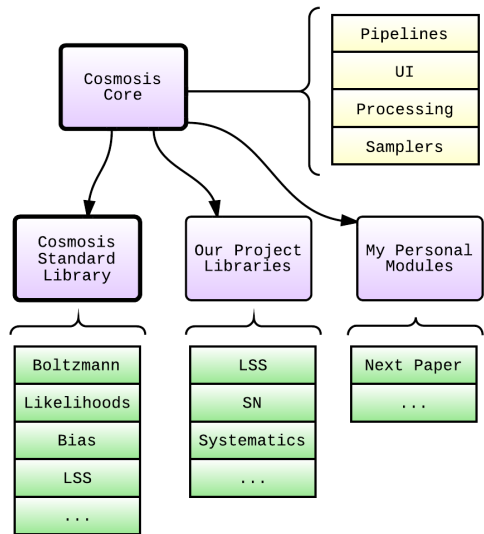 Pipelines
UI
Processing
Samplers
Cosmosis
Core
Cosmosis
Standard
Library
Our Project
Libraries
My Personal
Modules
Boltzmann
Likelihoods
Bias
LSS
...
LSS
SN
Systematics
...
Next Paper
...